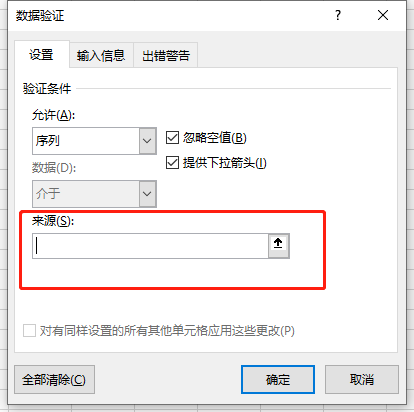 数据验证
设置 输入信息 出错警告
验证条件
允许(A):
序列
忽略空值(B)
数据(D):
提供下拉箭头(I)
介于
来源(S):
对有同样设置的所有其他单元格应用这些更改(P)
全部清除(C) 确定 取消